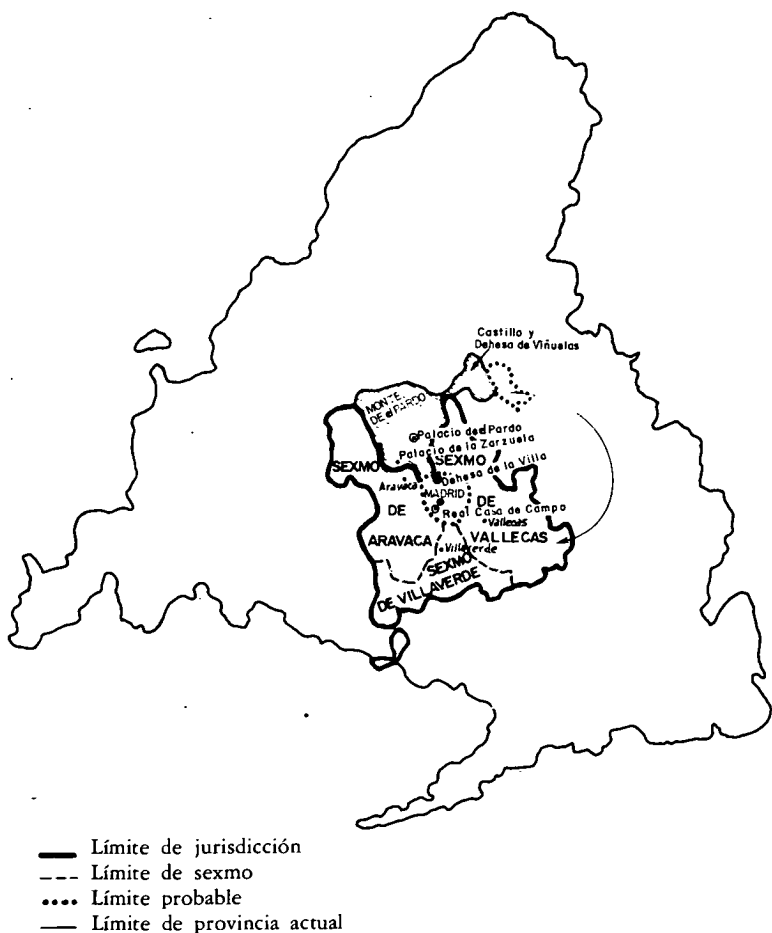 Castillo y
Dehesa de Viñuelas
MONTE
DE el PARDO
Palacio del Pardo
Palacio de la Zarzuela
SEXMO
SEXMO
Dehesa de la Villa
Aravaca
MADRID
DE
DE
Real Casa de Campo
Vallecas
ARAVACA
VALLECAS
Villaverde
SEXMO
DE VILLAVERDE
Límite de jurisdicción
Límite de sexmo
Límite probable
Límite de provincia actual